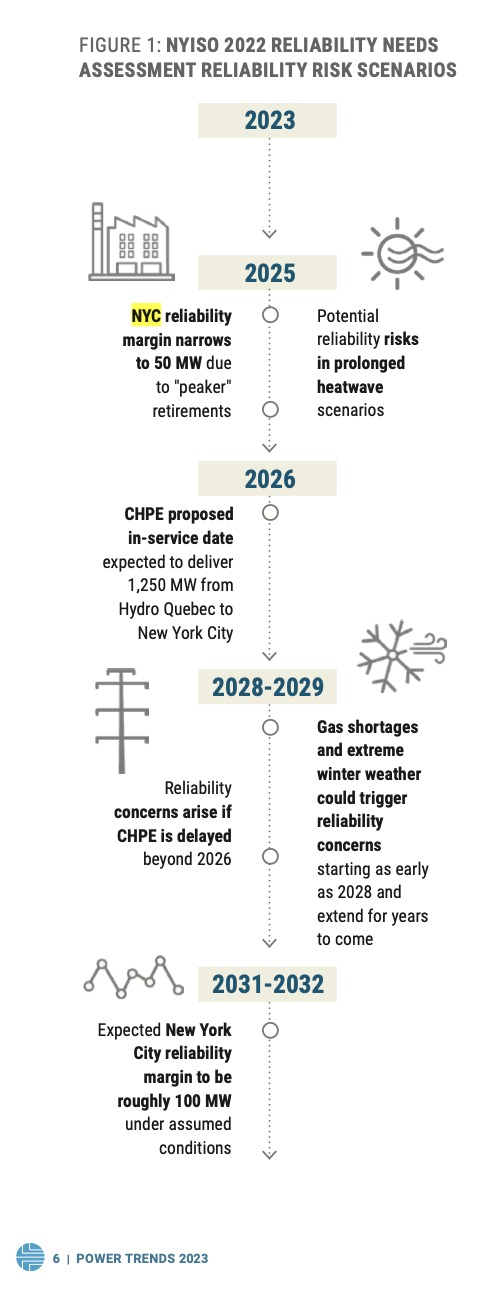 FIGURE 1: NYISO 2022 RELIABILITY NEEDS
ASSESSMENT RELIABILITY RISK SCENARIOS
2023
2025
NYC reliability
margin narrows
to 50 MW due
to "peaker"
retirements
Potential
reliability risks
in prolonged
heatwave
scenarios
2026
CHPE proposed
in-service date
expected to deliver
1,250 MW from
Hydro Quebec to
New York City
2028-2029
Reliability
concerns arise if
CHPE is delayed
beyond 2026
Gas shortages
and extreme
winter weather
could trigger
reliability
concerns
starting as early
as 2028 and
extend for years
to come
2031-2032
Expected New York
City reliability
margin to be
roughly 100 MW
under assumed
conditions
6 | POWER TRENDS 2023